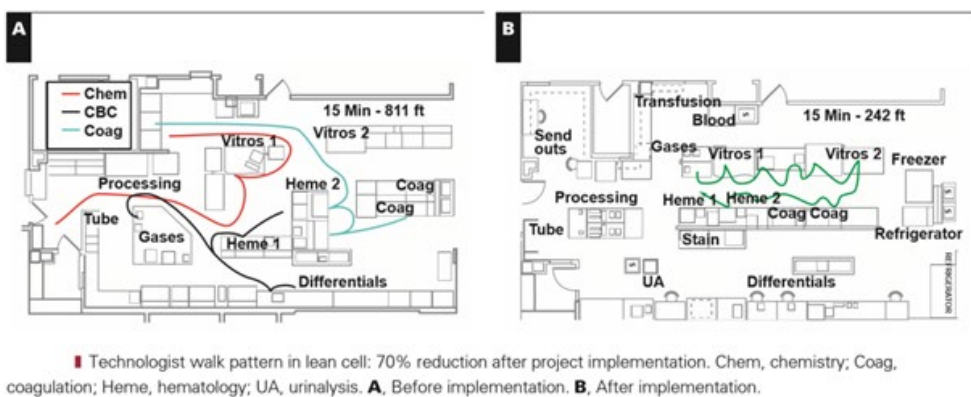 A
Chem
CBC
Coag
15 Min - 811 ft
Vitros 1
Vitros 2
Processing
Heme 2
Coag
Coag
Tube
Gases
Heme 1
Differentials
B
Transfusion
Blood
15 Min - 242 ft
Send
outs
Gases
Vitros 1
Vitros 2
Freezer
Processing
Heme 1
Heme 2
Coag Coag
Tube
Stain
Refrigerator
UA
Differentials
REFRIGERATOR
Technologist walk pattern in lean cell: 70% reduction after project implementation. Chem, chemistry; Coag,
coagulation; Heme, hematology; UA, urinalysis. A, Before implementation. B, After implementation.